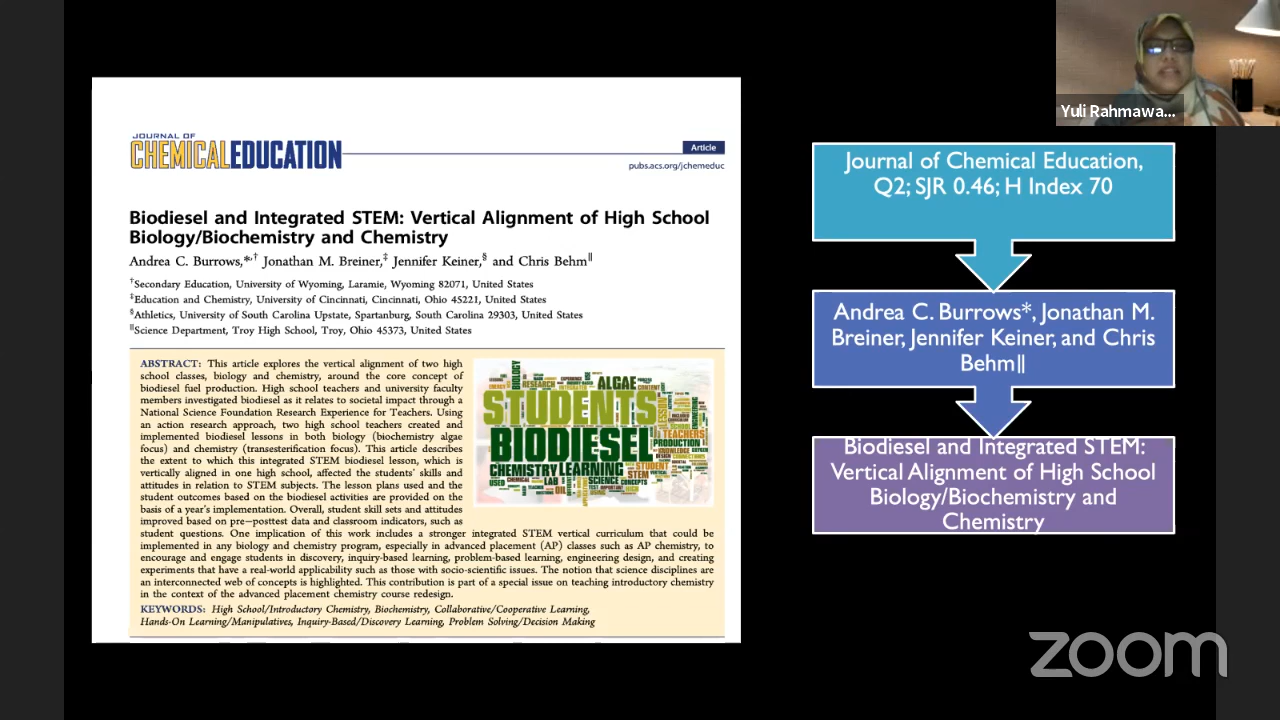 Yuli Rahmawa...
JOURNAL OF
CHEMICALEDUCATION
Article
pubs.acs.org/jchemeduc
Biodiesel and Integrated STEM: Vertical Alignment of High School
Biology/Biochemistry and Chemistry
Andrea C. Burrows,*,† Jonathan M. Breiner,‡ Jennifer Keiner,§ and Chris Behm∥
†Secondary Education, University of Wyoming, Laramie, Wyoming 82071, United States
‡Education and Chemistry, University of Cincinnati, Cincinnati, Ohio 45221, United States
§Athletics, University of South Carolina Upstate, Spartanburg, South Carolina 29303, United States
∥Science Department, Troy High School, Troy, Ohio 45373, United States
ABSTRACT: This article explores the vertical alignment of two high
school classes, biology and chemistry, around the core concept of
biodiesel fuel production. High school teachers and university faculty
members investigated biodiesel as it relates to societal impact through a
National Science Foundation Research Experience for Teachers. Using
an action research approach, two high school teachers created and
implemented biodiesel lessons in both biology (biochemistry algae
focus) and chemistry (transesterification focus). This article describes
the extent to which this integrated STEM biodiesel lesson, which is
vertically aligned in one high school, affected the students' skills and
attitudes in relation to STEM subjects. The lesson plans used and the
student outcomes based on the biodiesel activities are provided on the
basis of a year's implementation. Overall, student skill sets and attitudes
improved based on pre−posttest data and classroom indicators, such as
student questions. One implication of this work includes a stronger integrated STEM vertical curriculum that could be
implemented in any biology and chemistry program, especially in advanced placement (AP) classes such as AP chemistry, to
encourage and engage students in discovery, inquiry-based learning, problem-based learning, engineering design, and creating
experiments that have a real-world applicability such as those with socio-scientific issues. The notion that science disciplines are
an interconnected web of concepts is highlighted. This contribution is part of a special issue on teaching introductory chemistry
in the context of the advanced placement chemistry course redesign.
KEYWORDS: High School/Introductory Chemistry, Biochemistry, Collaborative/Cooperative Learning,
Hands-On Learning/Manipulatives, Inquiry-Based/Discovery Learning, Problem Solving/Decision Making
BIOLOGY
RESEARCH
ALGAE
STUDENTS
BIODIESEL
TEACHERS
PRODUCTION
CHEMISTRY LEARNING
STUDENT
USED
LAB
SCIENCE
STEM
CONCEPTS
OIL
Journal of Chemical Education,
Q2; SJR 0.46; H Index 70
Andrea C. Burrows*, Jonathan M.
Breiner, Jennifer Keiner, and Chris
Behm∥
Biodiesel and Integrated STEM:
Vertical Alignment of High School
Biology/Biochemistry and
Chemistry
zoom